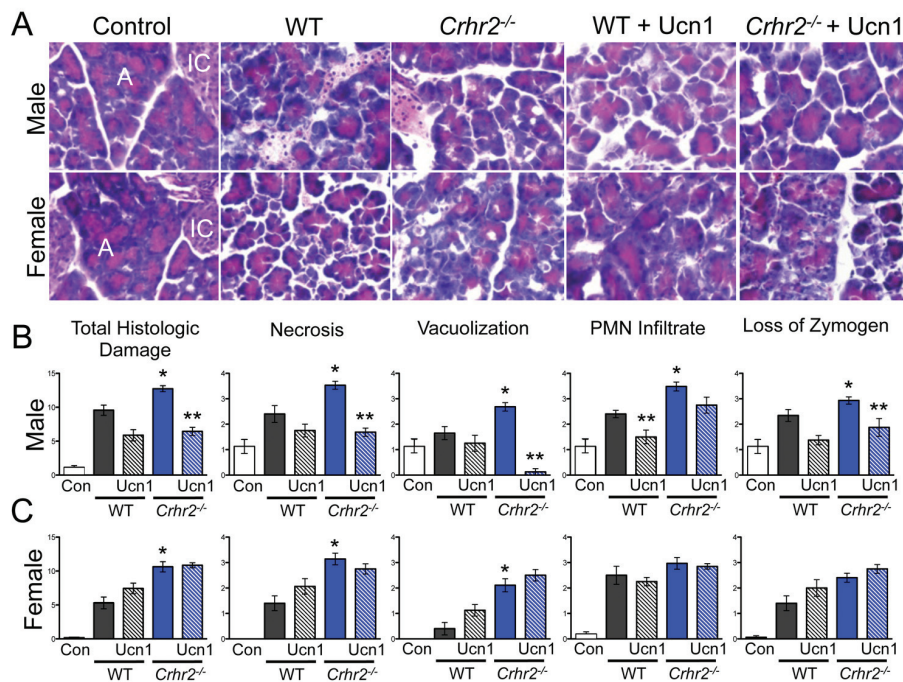 A Control WT Crhr2-/- WT + Ucn1 Crhr2-/- + Ucn1
Male A IC
Female A IC
Total Histologic Damage Necrosis Vacuolization PMN Infiltrate Loss of Zymogen
B
Male
15 10 5 0 * ** Con Ucn1 Ucn1 WT Crhr2-/-
4 3 2 1 0 * ** Con Ucn1 Ucn1 WT Crhr2-/-
4 3 2 1 0 * ** Con Ucn1 Ucn1 WT Crhr2-/-
4 3 2 1 0 ** * Con Ucn1 Ucn1 WT Crhr2-/-
4 3 2 1 0 * ** Con Ucn1 Ucn1 WT Crhr2-/-
C
Female
15 10 5 0 * Con Ucn1 Ucn1 WT Crhr2-/-
4 3 2 1 0 * Con Ucn1 Ucn1 WT Crhr2-/-
4 3 2 1 0 * Con Ucn1 Ucn1 WT Crhr2-/-
4 3 2 1 0 Con Ucn1 Ucn1 WT Crhr2-/-
4 3 2 1 0 Con Ucn1 Ucn1 WT Crhr2-/-